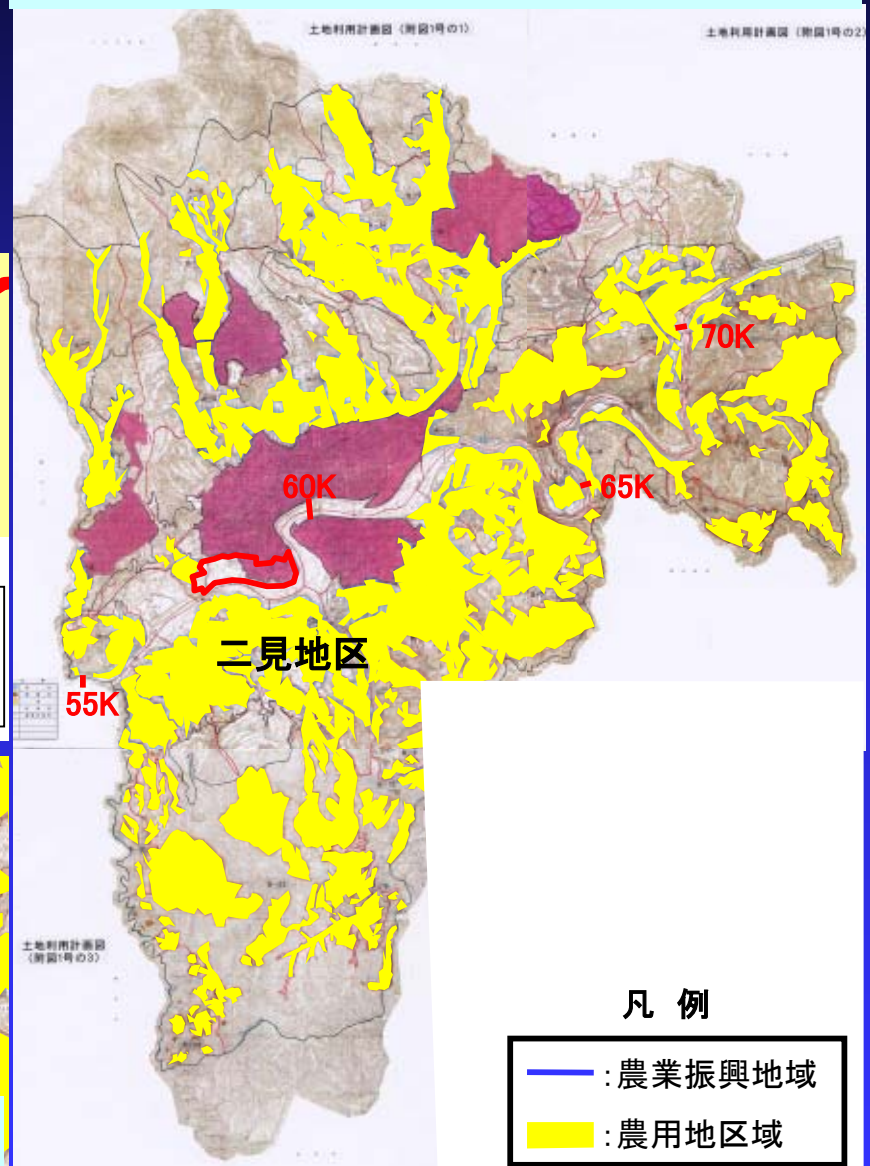 土地利用計画図（附図1号の1）
土地利用計画図（附図1号の2）
70K
65K
60K
二見地区
55K
土地利用計画図
（附図1号の3）
凡 例
：農業振興地域
：農用地区域